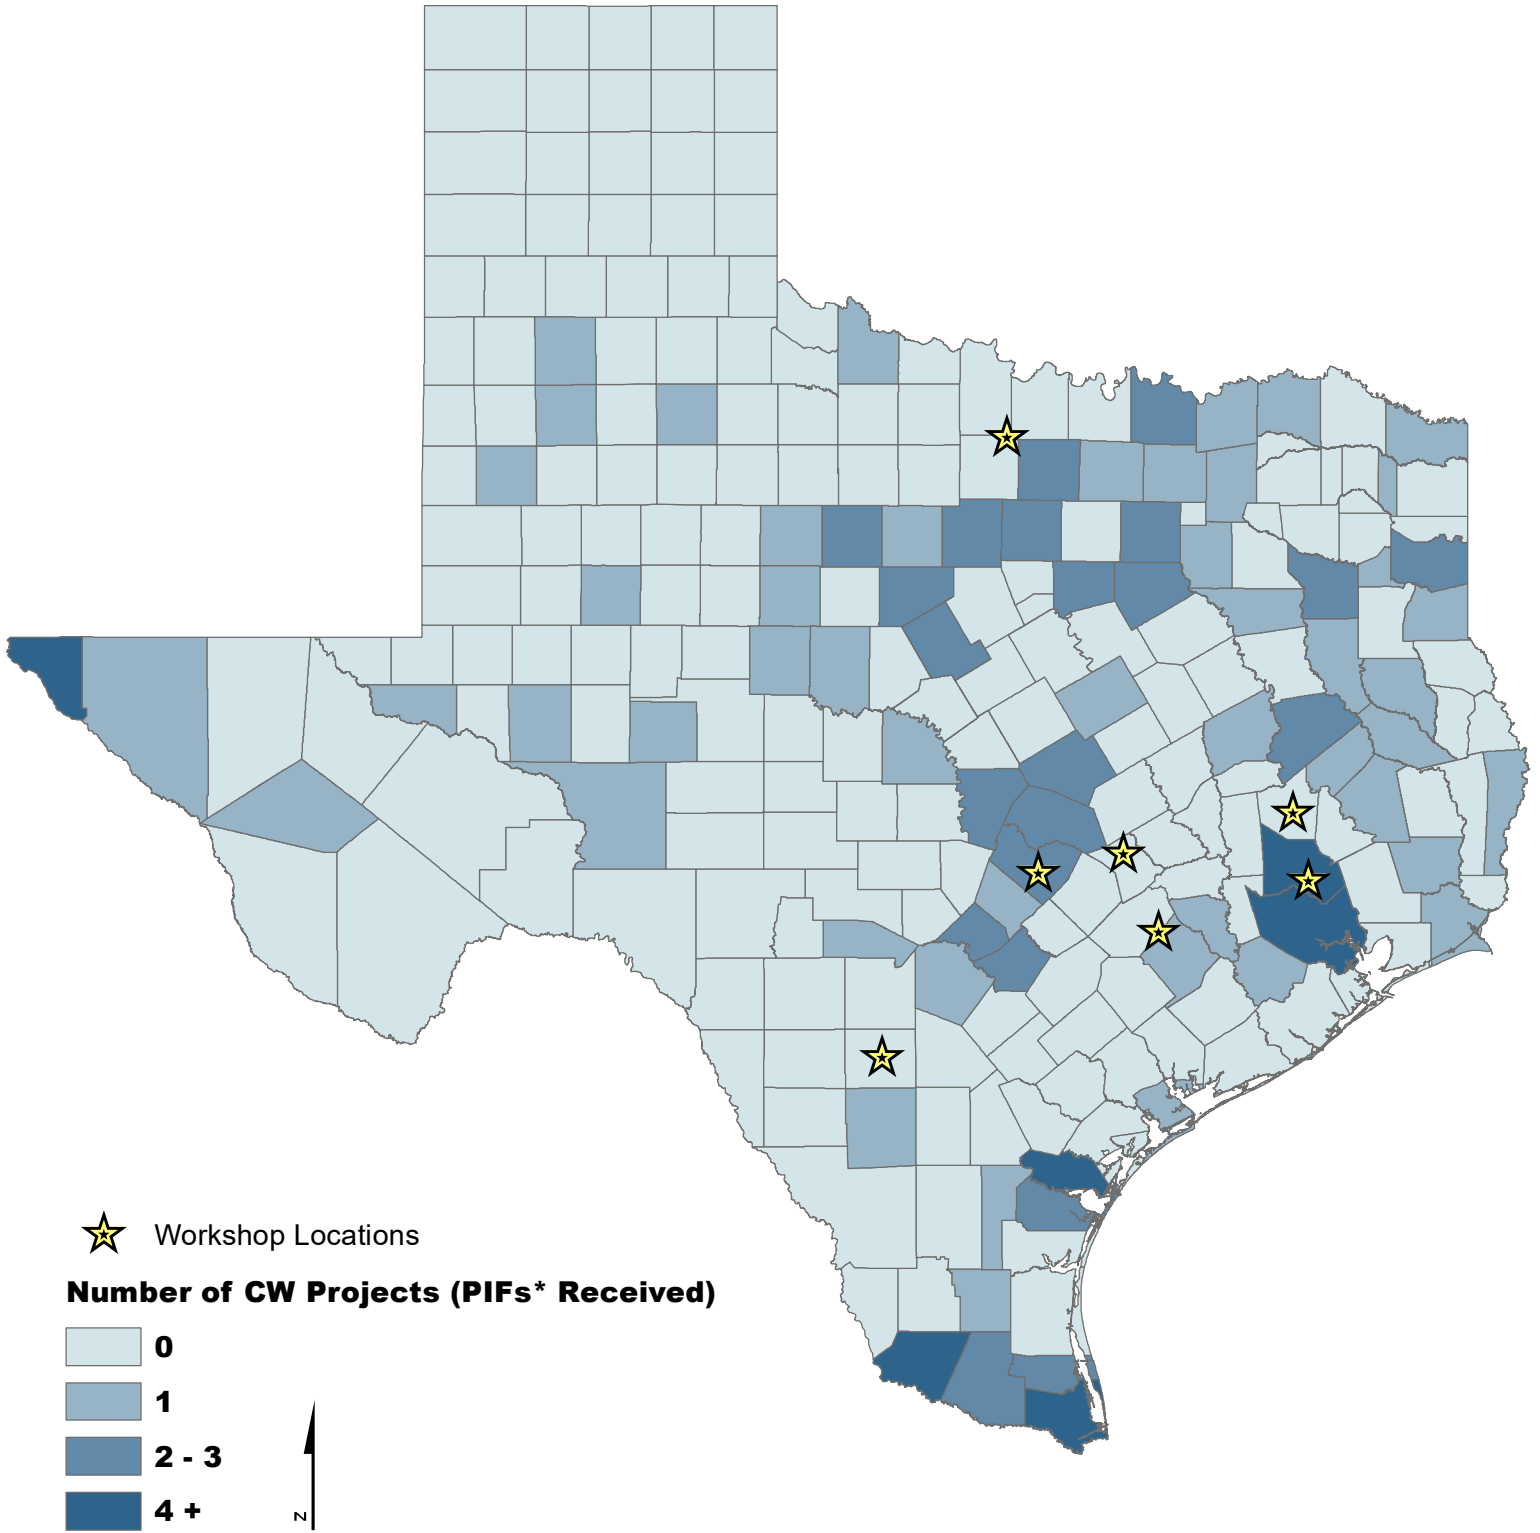 Workshop Locations
Number of CW Projects (PIFs* Received)
0
1
2 - 3
4 +
z